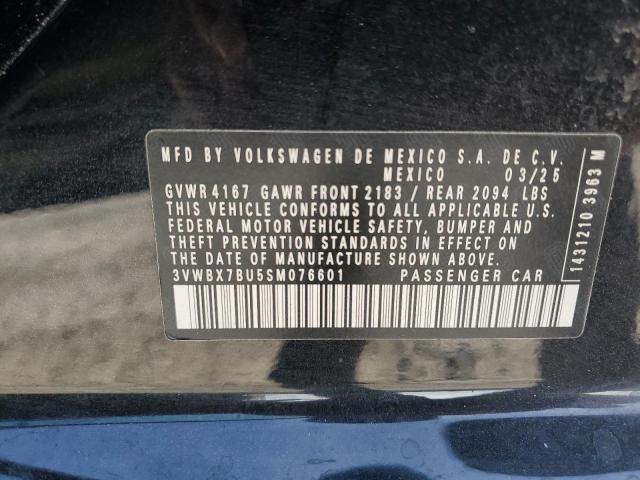 MFD BY VOLKSWAGEN DE MEXICO S.A. DE C.V.
MEXICO 03/25
GVWR 4167 GAWR FRONT 2183 / REAR 2094 LBS
THIS VEHICLE CONFORMS TO ALL APPLICABLE U.S.
FEDERAL MOTOR VEHICLE SAFETY, BUMPER AND
THEFT PREVENTION STANDARDS IN EFFECT ON
THE DATE OF MANUFACTURE SHOWN ABOVE.
3VWBX7BU5SM076601 PASSENGER CAR
1431210 3963 M